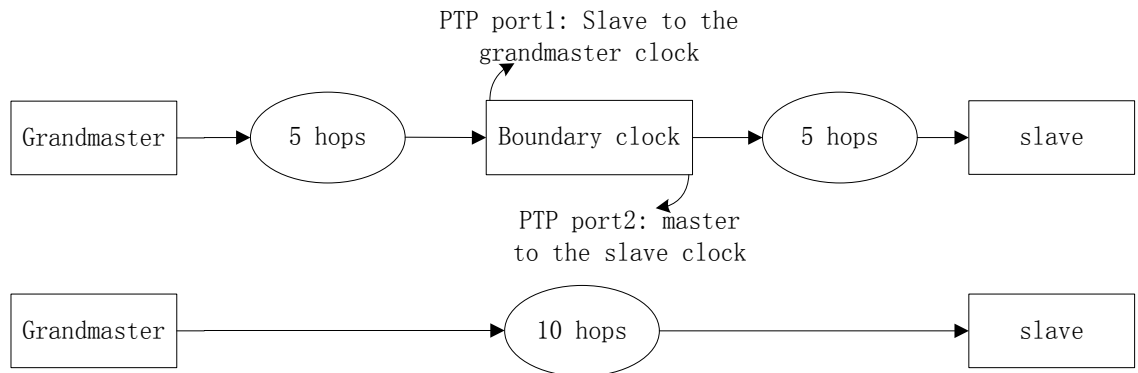 PTP port1: Slave to the
grandmaster clock
Grandmaster
5 hops
Boundary clock
5 hops
slave
PTP port2: master
to the slave clock
Grandmaster
10 hops
slave